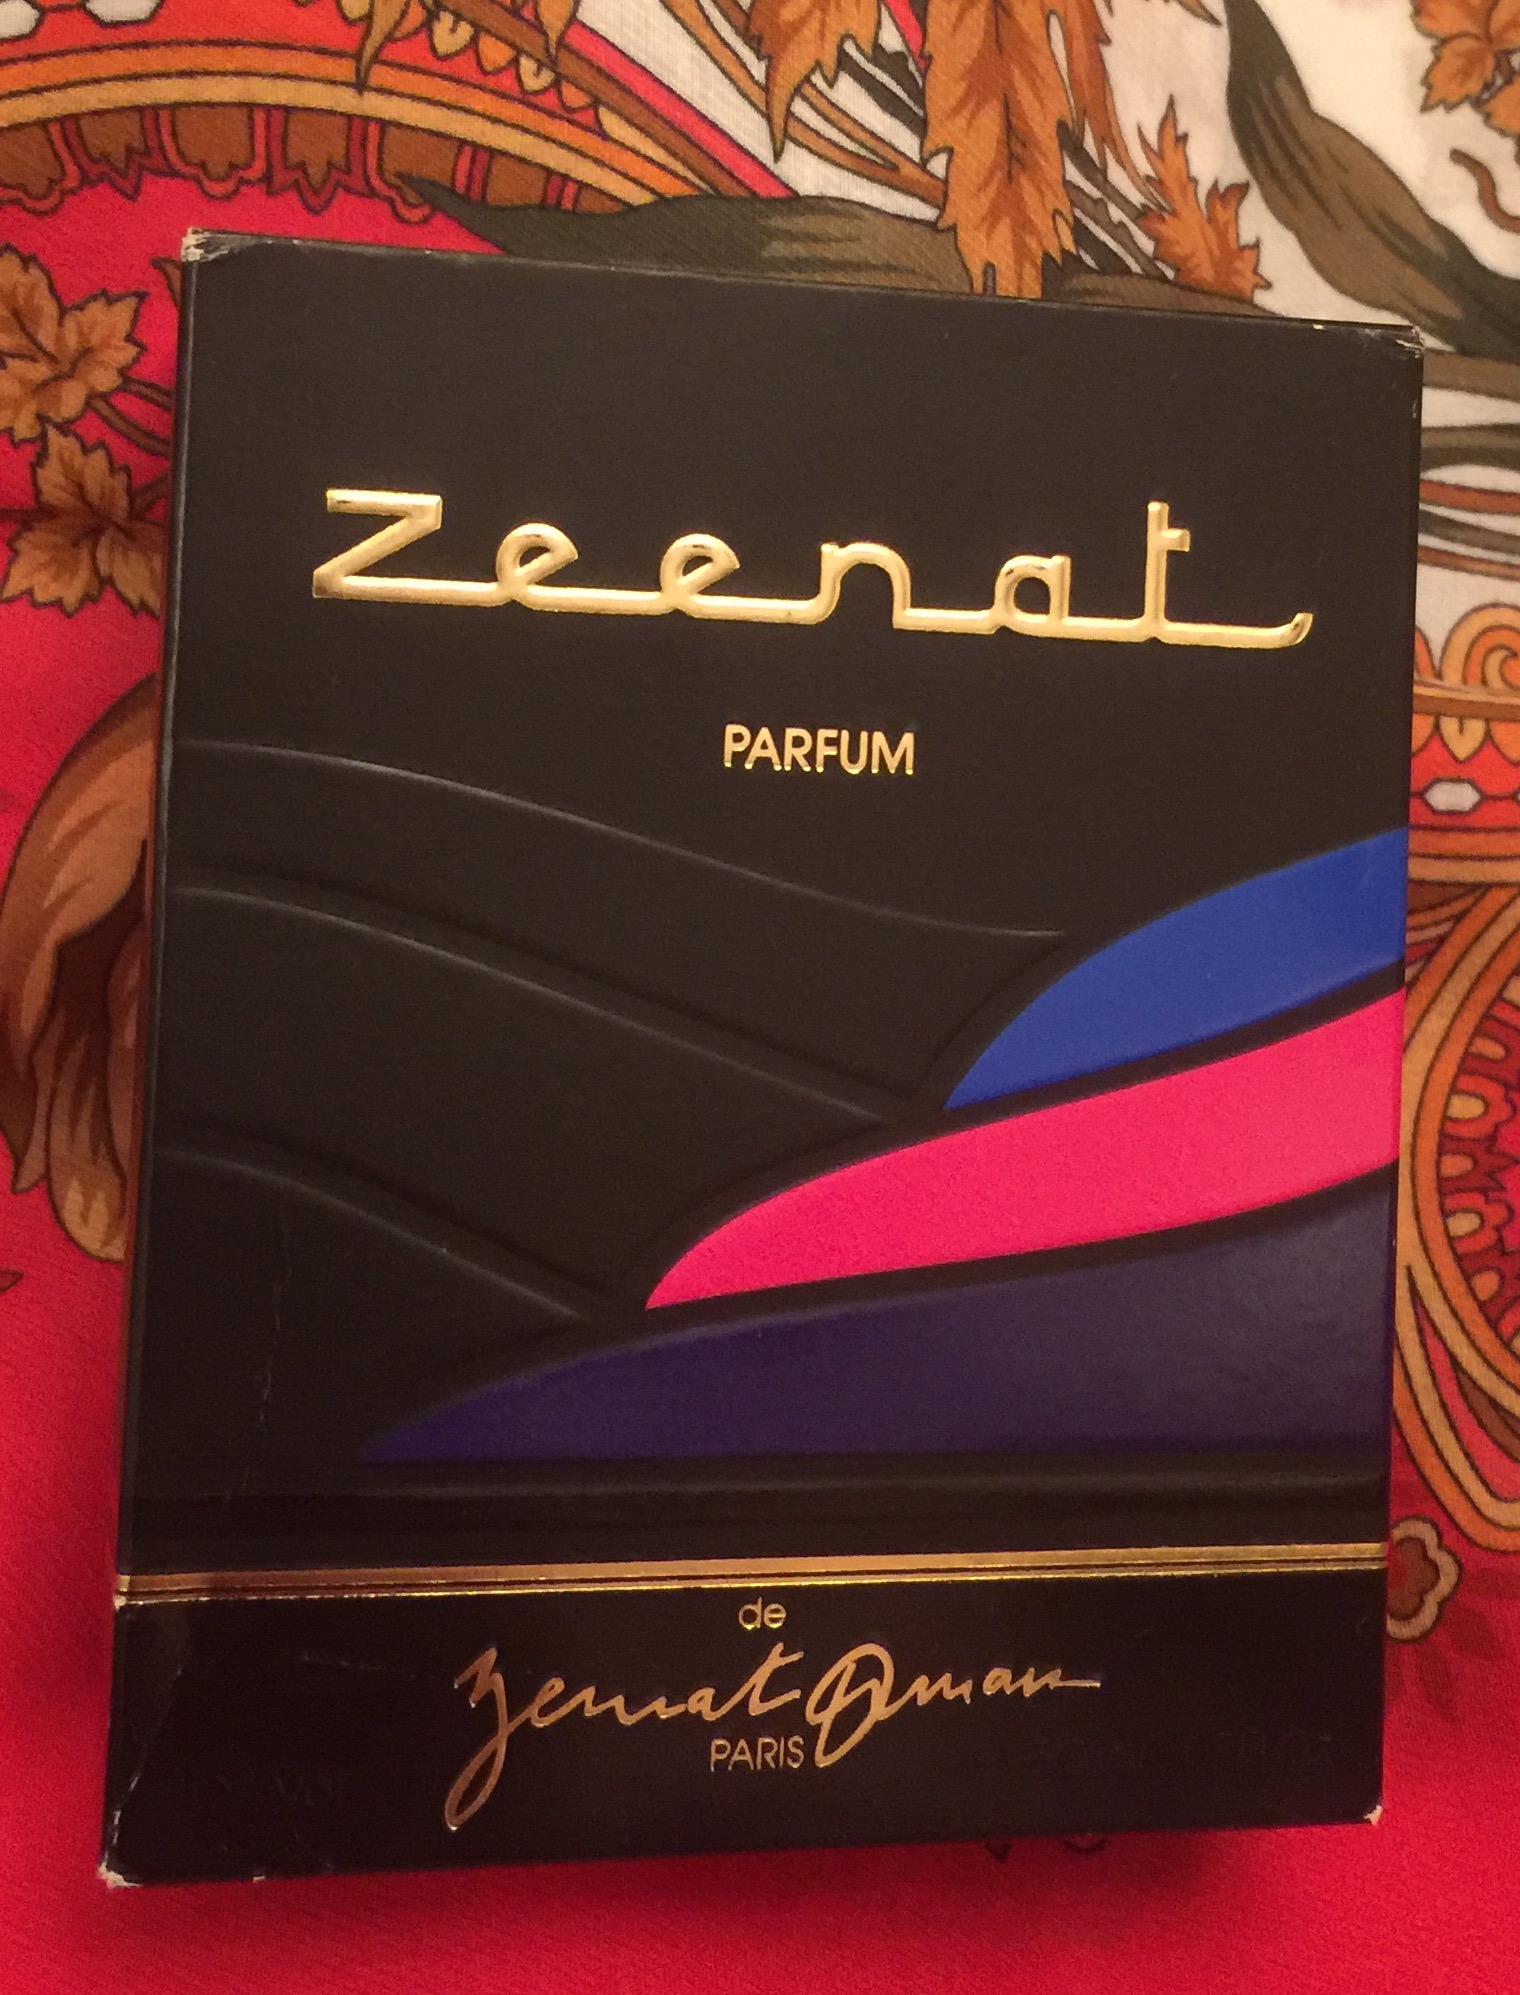 Zeenat
PARFUM
de
Zeenat Aman
PARIS